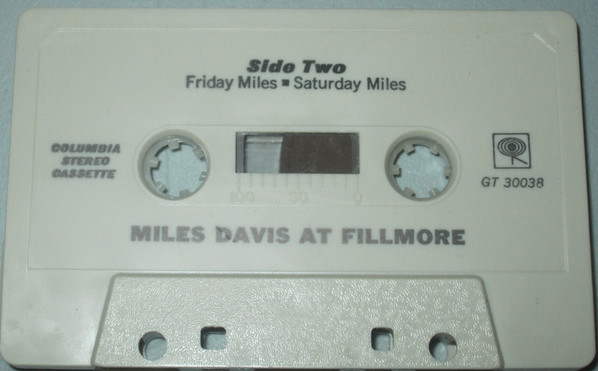 Side Two
Friday Miles ▪ Saturday Miles
COLUMBIA
STEREO
CASSETTE
100 50 0
GT 30038
MILES DAVIS AT FILLMORE